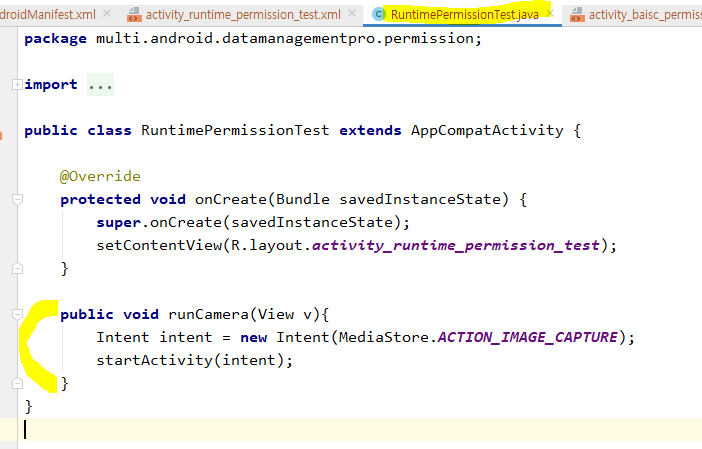 droidManifest.xml × activity_runtime_permission_test.xml × RuntimePermissionTest.java × activity_baisc_permiss
package multi.android.datamanagementpro.permission;
import ...
public class RuntimePermissionTest extends AppCompatActivity {
@Override
protected void onCreate(Bundle savedInstanceState) {
super.onCreate(savedInstanceState);
setContentView(R.layout.activity_runtime_permission_test);
}
public void runCamera(View v){
Intent intent = new Intent(MediaStore.ACTION_IMAGE_CAPTURE);
startActivity(intent);
}
}